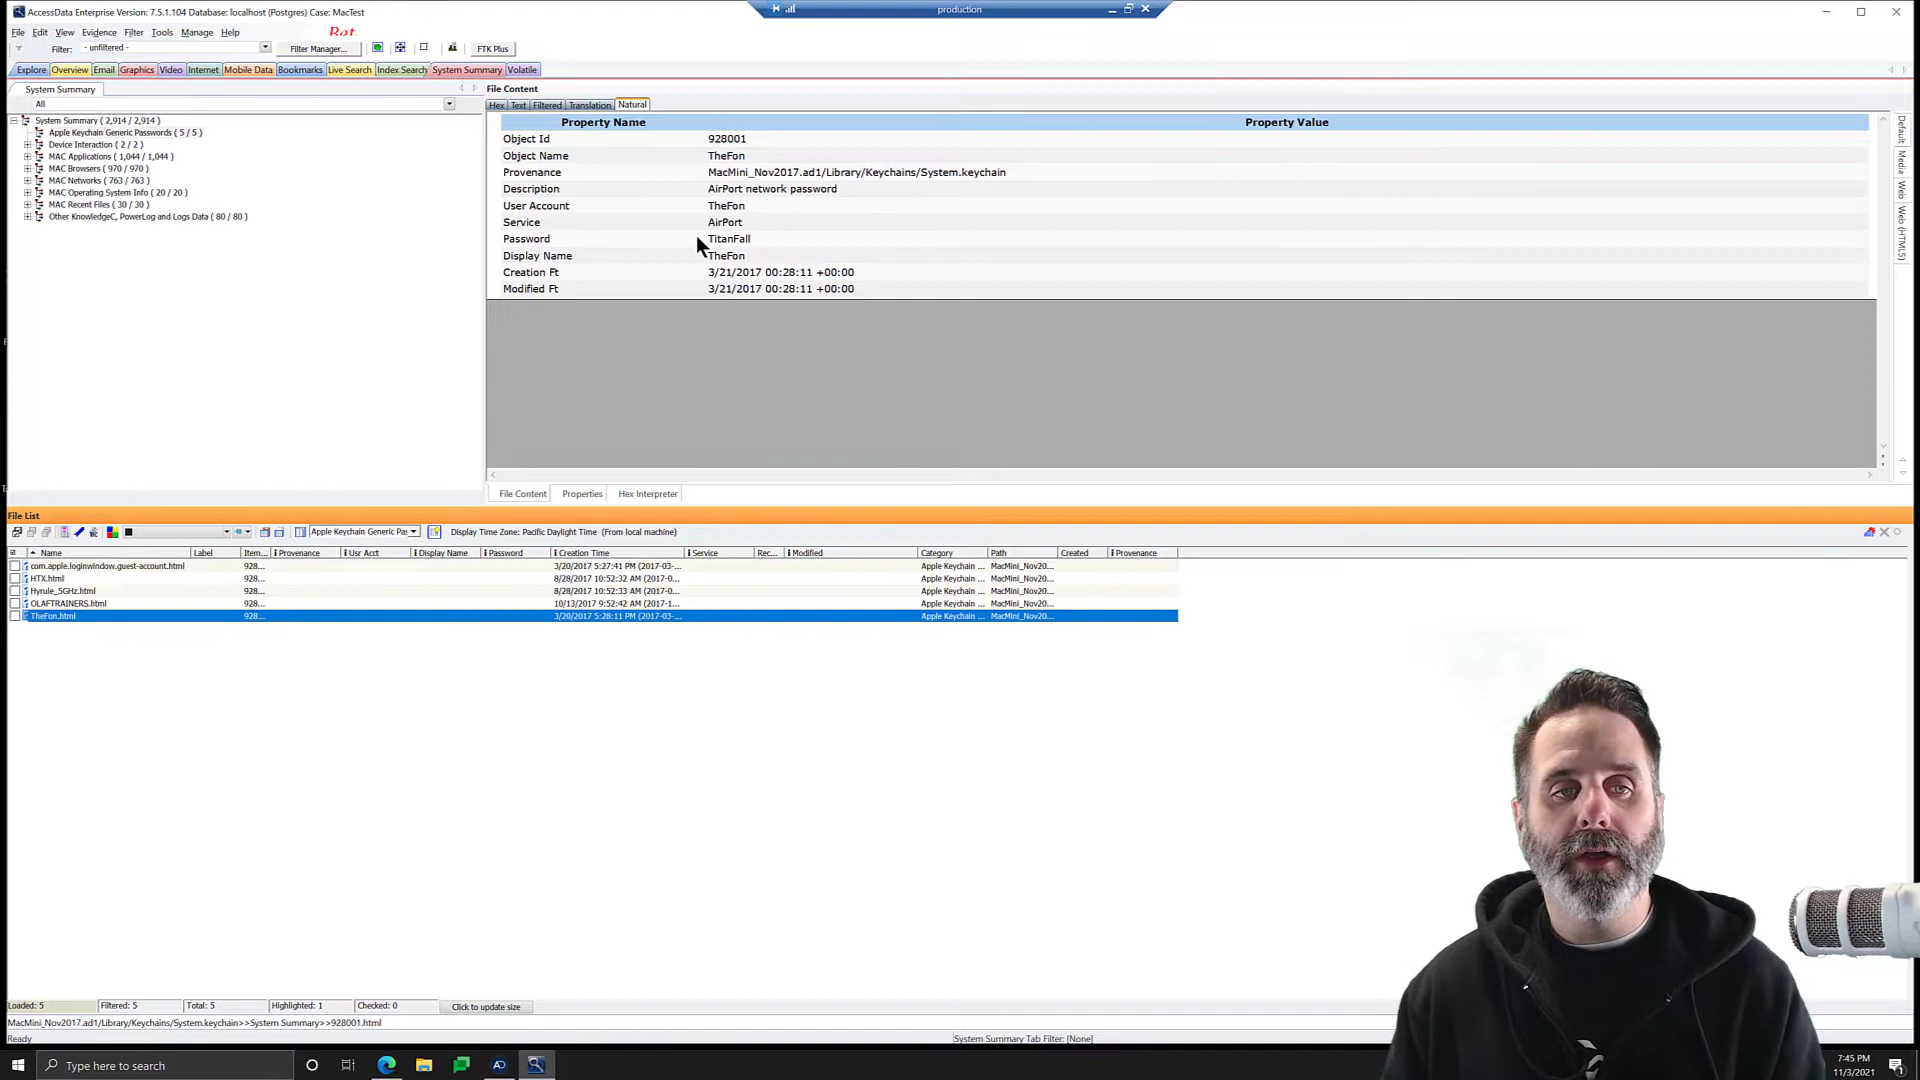 AccessData Enterprise Version: 7.5.1.104 Database: localhost (Postgres) Case: MacTest
production
File Edit View Evidence Filter Tools Manage Help
Filter: - unfiltered - Filter Manager... FTK Plus
Explore Overview Email Graphics Video Internet Mobile Data Bookmarks Live Search Index Search System Summary Volatile
System Summary
All
System Summary ( 2,914 / 2,914 )
Apple Keychain Generic Passwords ( 5 / 5 )
Device Interaction ( 2 / 2 )
MAC Applications ( 1,044 / 1,044 )
MAC Browsers ( 970 / 970 )
MAC Networks ( 763 / 763 )
MAC Operating System Info ( 20 / 20 )
MAC Recent Files ( 30 / 30 )
Other KnowledgeC, PowerLog and Logs Data ( 80 / 80 )
File Content
Hex Text Filtered Translation Natural
Property Name Property Value
Object Id 928001
Object Name TheFon
Provenance MacMini_Nov2017.ad1/Library/Keychains/System.keychain
Description AirPort network password
User Account TheFon
Service AirPort
Password TitanFall
Display Name TheFon
Creation Ft 3/21/2017 00:28:11 +00:00
Modified Ft 3/21/2017 00:28:11 +00:00
Default
Media
Web
Web (HTML5)
File Content Properties Hex Interpreter
File List
Apple Keychain Generic Pas Display Time Zone: Pacific Daylight Time (From local machine)
Name Label Item... Provenance Usr Acct Display Name Password Creation Time Service Rec... Modified Category Path Created Provenance
com.apple.loginwindow.guest-account.html 928... 3/20/2017 5:27:41 PM (2017-03-... Apple Keychain ... MacMini_Nov20...
HTX.html 928... 8/28/2017 10:52:32 AM (2017-0... Apple Keychain ... MacMini_Nov20...
Hyrule_5GHz.html 928... 8/28/2017 10:52:33 AM (2017-0... Apple Keychain ... MacMini_Nov20...
OLAFTRAINERS.html 928... 10/13/2017 9:52:42 AM (2017-1... Apple Keychain ... MacMini_Nov20...
TheFon.html 928... 3/20/2017 5:28:11 PM (2017-03-... Apple Keychain ... MacMini_Nov20...
Loaded: 5 Filtered: 5 Total: 5 Highlighted: 1 Checked: 0 Click to update size
MacMini_Nov2017.ad1/Library/Keychains/System.keychain>>System Summary>>928001.html
Ready System Summary Tab Filter: [None]
Type here to search
7:45 PM
11/3/2021